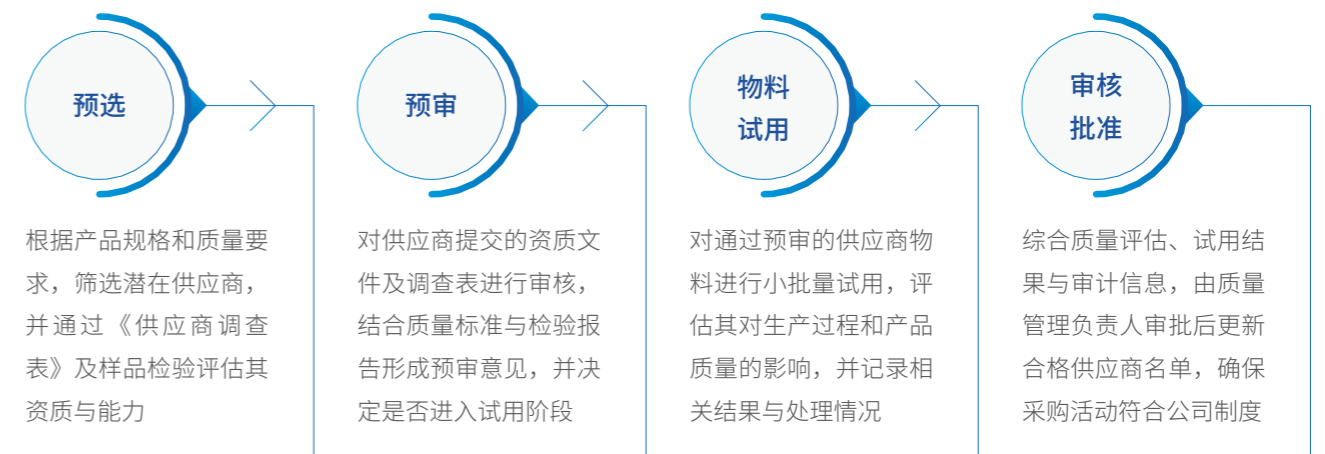 预选
根据产品规格和质量要
求，筛选潜在供应商，
并通过《供应商调查
表》及样品检验评估其
资质与能力
预审
对供应商提交的资质文
件及调查表进行审核，
结合质量标准与检验报
告形成预审意见，并决
定是否进入试用阶段
物料
试用
对通过预审的供应商物
料进行小批量试用，评
估其对生产过程和产品
质量的影响，并记录相
关结果与处理情况
审核
批准
综合质量评估、试用结
果与审计信息，由质量
管理负责人审批后更新
合格供应商名单，确保
采购活动符合公司制度